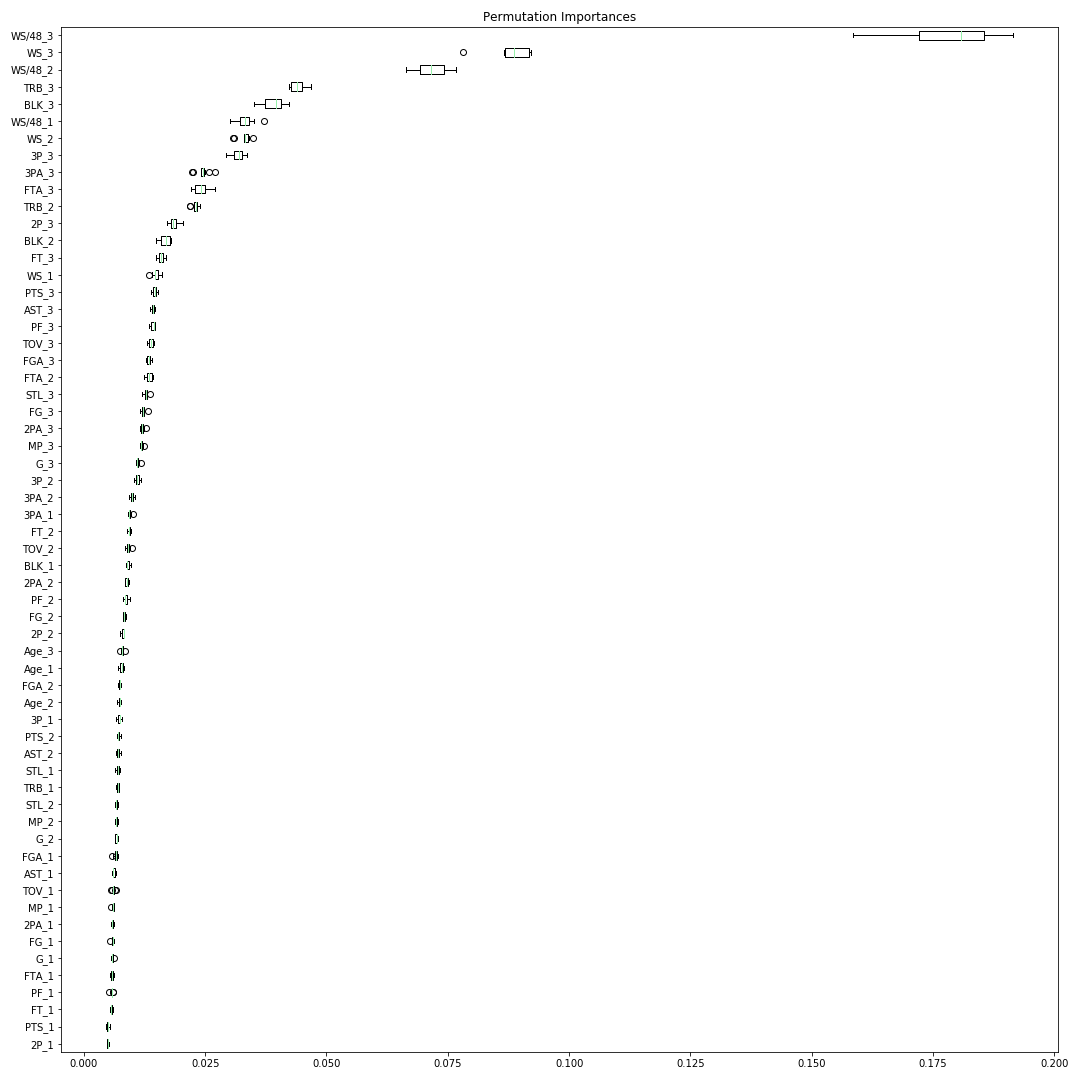 Permutation Importances
WS/48_3
WS_3
WS/48_2
TRB_3
BLK_3
WS/48_1
WS_2
3P_3
3PA_3
FTA_3
TRB_2
2P_3
BLK_2
FT_3
WS_1
PTS_3
AST_3
PF_3
TOV_3
FGA_3
FTA_2
STL_3
FG_3
2PA_3
MP_3
G_3
3P_2
3PA_2
3PA_1
FT_2
TOV_2
BLK_1
2PA_2
PF_2
FG_2
2P_2
Age_3
Age_1
FGA_2
Age_2
3P_1
PTS_2
AST_2
STL_1
TRB_1
STL_2
MP_2
G_2
FGA_1
AST_1
TOV_1
MP_1
2PA_1
FG_1
G_1
FTA_1
PF_1
FT_1
PTS_1
2P_1
0.000 0.025 0.050 0.075 0.100 0.125 0.150 0.175 0.200